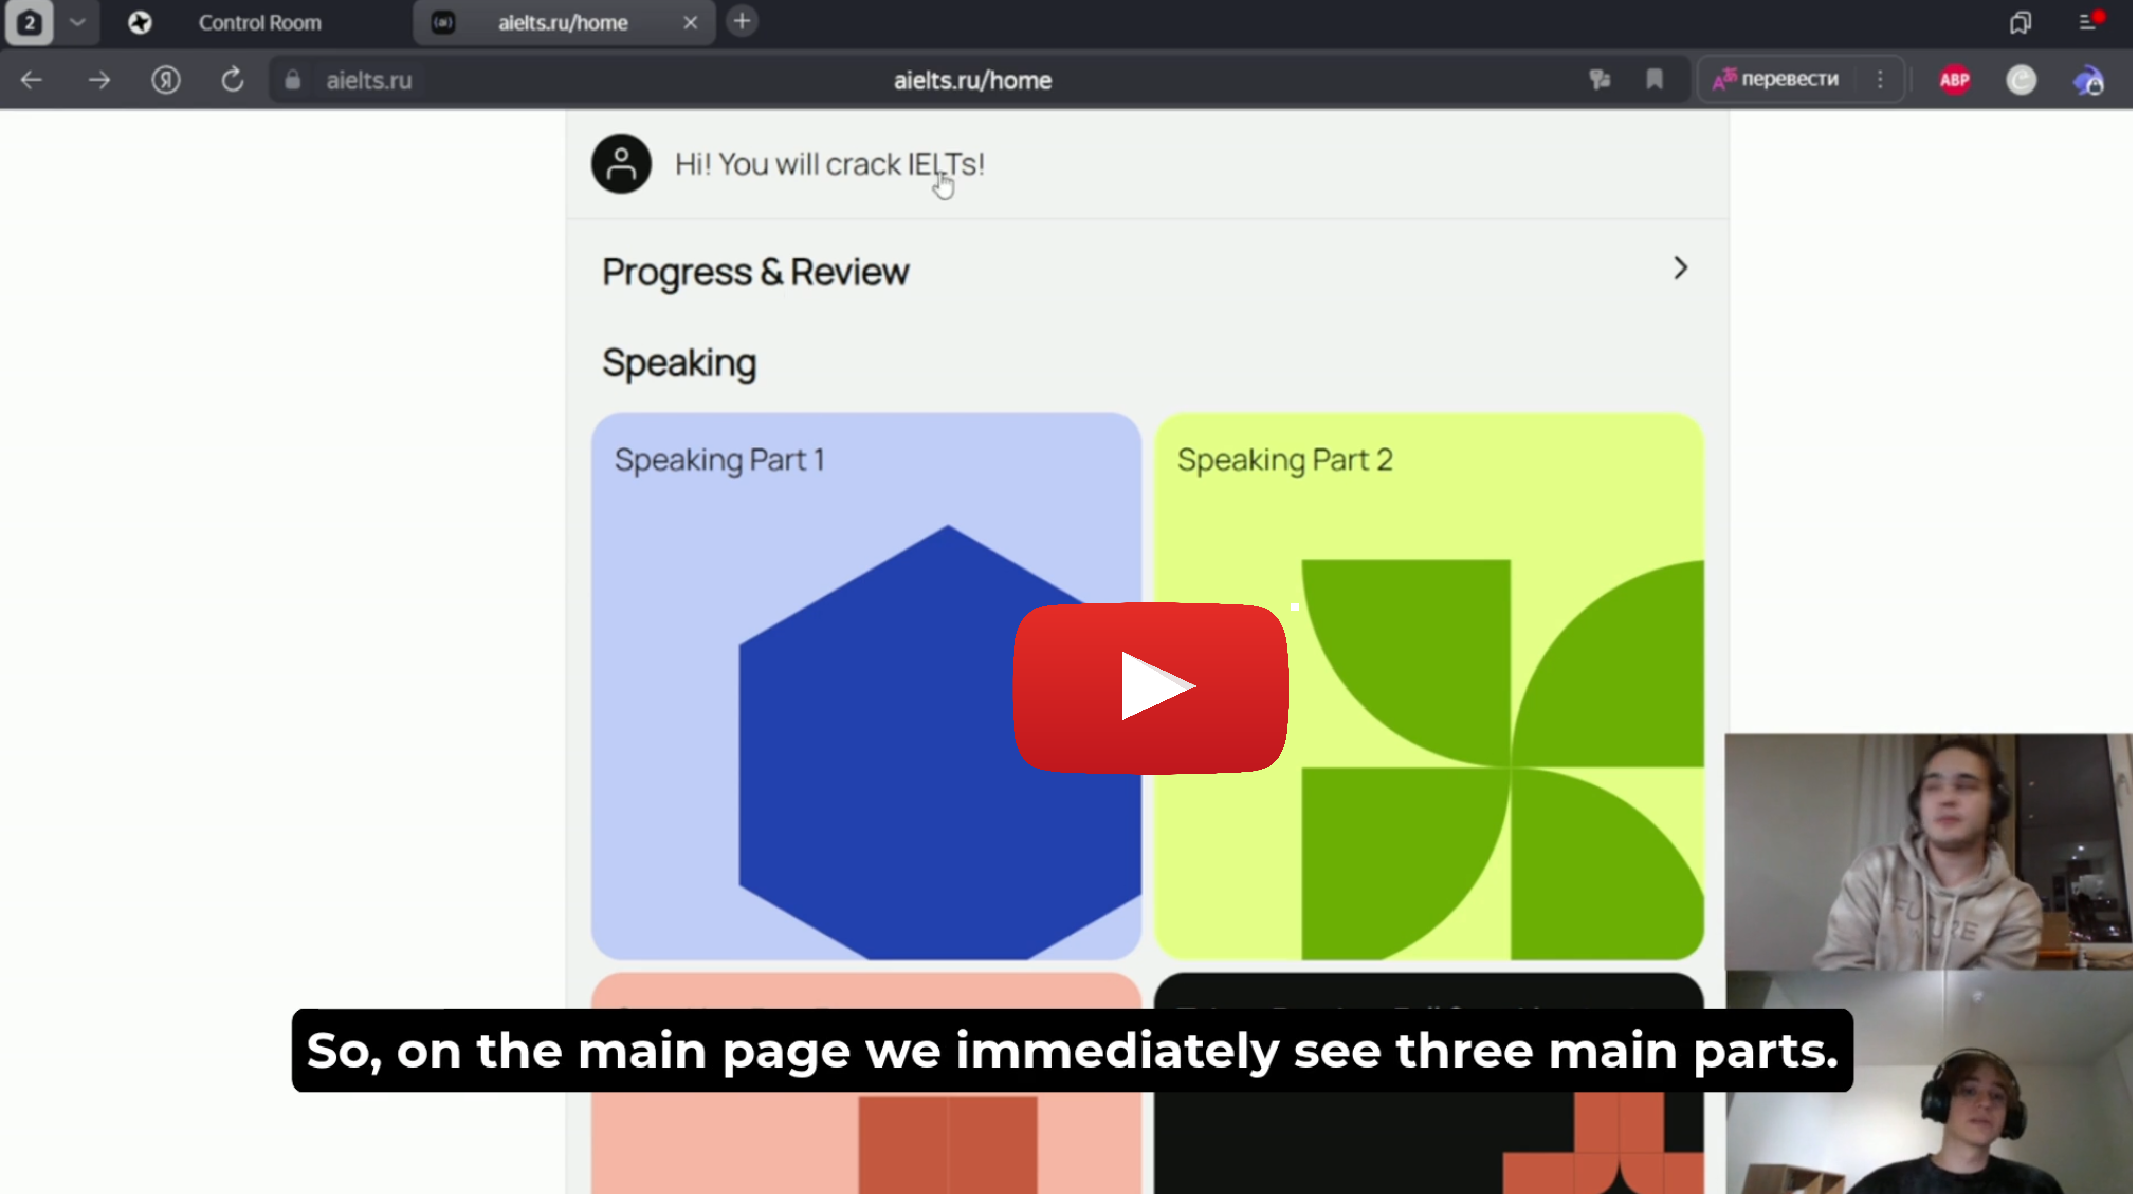 2
Control Room
aielts.ru/home
Я
aielts.ru
aielts.ru/home
перевести
ABP
Hi! You will crack IELTs!
Progress & Review
Speaking
Speaking Part 1
Speaking Part 2
FUTURE
So, on the main page we immediately see three main parts.